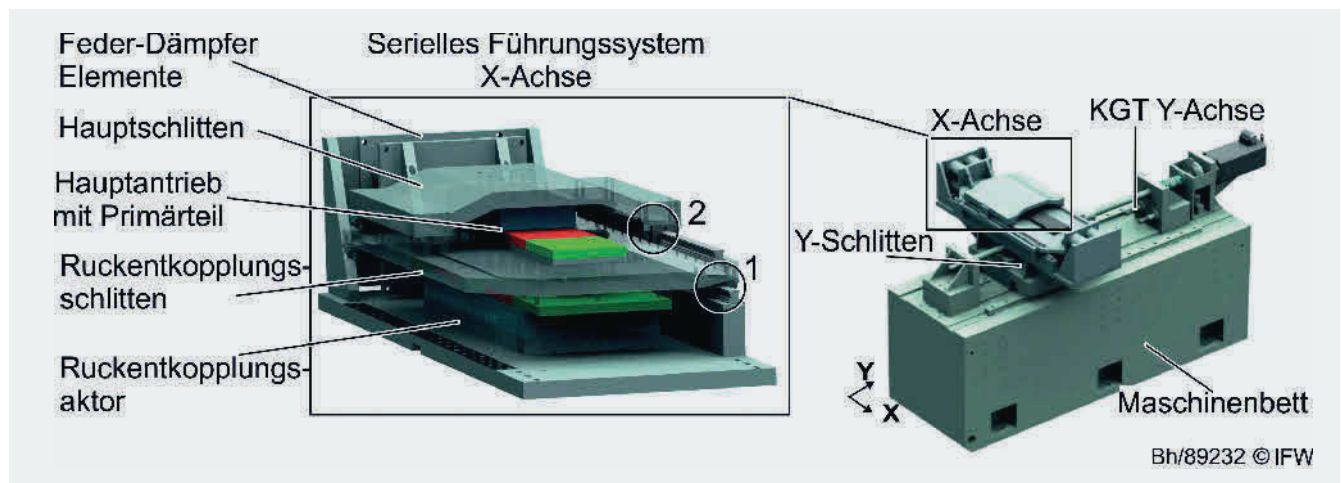 Feder-Dämpfer
Elemente
Serielles Führungssystem
X-Achse
Hauptschlitten
Hauptantrieb
mit Primärteil
Ruckentkopplungs-
schlitten
Ruckentkopplungs-
aktor
2
1
X-Achse
KGT Y-Achse
Y-Schlitten
Y
X
Maschinenbett
Bh/89232 © IFW